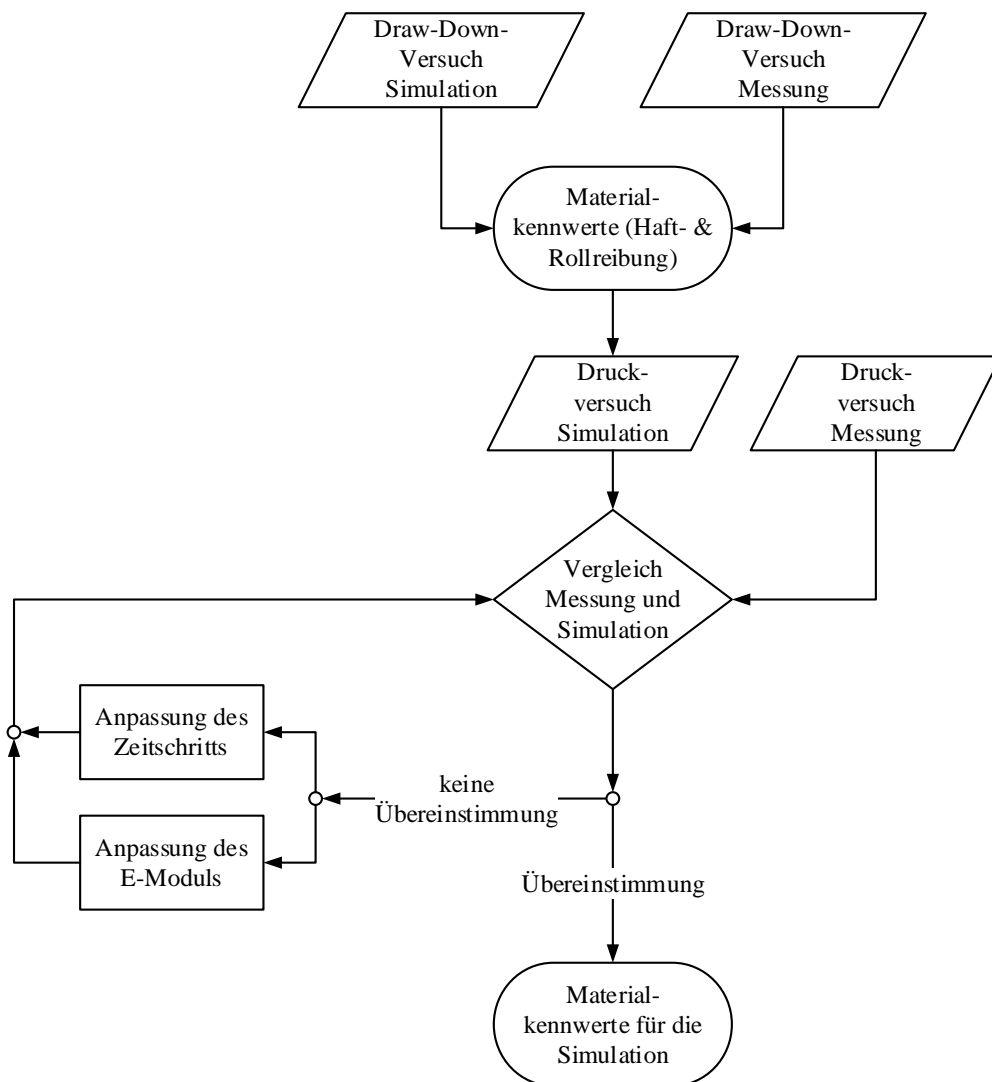 Draw-Down-
Versuch
Simulation
Draw-Down-
Versuch
Messung
Material-
kennwerte (Haft- &
Rollreibung)
Druck-
versuch
Simulation
Druck-
versuch
Messung
Vergleich
Messung und
Simulation
Anpassung des
Zeitschritts
keine
Übereinstimmung
Anpassung des
E-Moduls
Übereinstimmung
Material-
kennwerte für die
Simulation